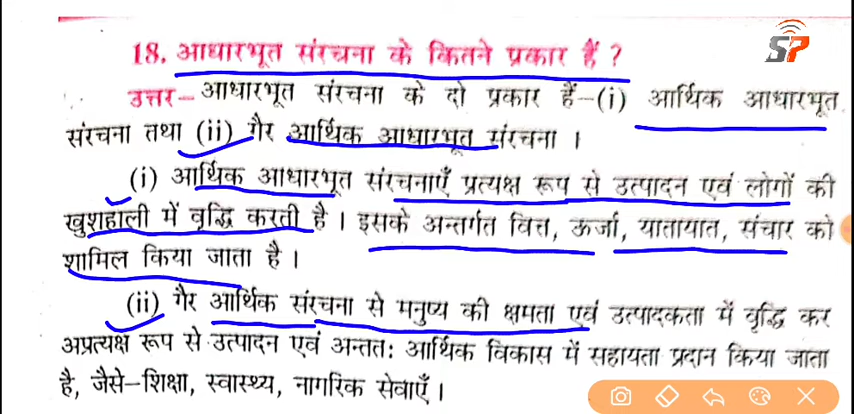 SP
18. आधारभूत संरचना के कितने प्रकार हैं ?
उत्तर– आधारभूत संरचना के दो प्रकार हैं–(i) आर्थिक आधारभूत
संरचना तथा (ii) गैर आर्थिक आधारभूत संरचना ।
(i) आर्थिक आधारभूत संरचनाएँ प्रत्यक्ष रूप से उत्पादन एवं लोगों की
खुशहाली में वृद्धि करती है । इसके अन्तर्गत वित्त, ऊर्जा, यातायात, संचार को
शामिल किया जाता है ।
(ii) गैर आर्थिक संरचना से मनुष्य की क्षमता एवं उत्पादकता में वृद्धि कर
अप्रत्यक्ष रूप से उत्पादन एवं अन्ततः आर्थिक विकास में सहायता प्रदान किया जाता
है, जैसे–शिक्षा, स्वास्थ्य, नागरिक सेवाएँ ।